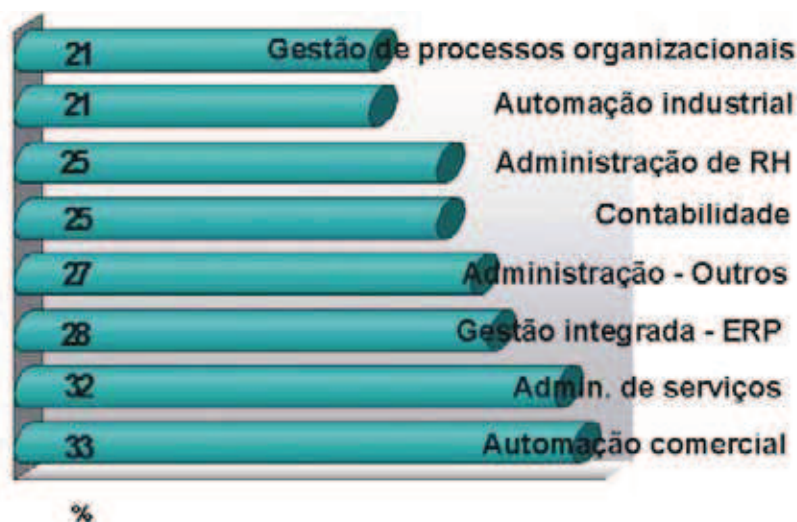 21 Gestão de processos organizacionais
21 Automação industrial
25 Administração de RH
25 Contabilidade
27 Administração - Outros
28 Gestão integrada - ERP
32 Admin. de serviços
33 Automação comercial
%